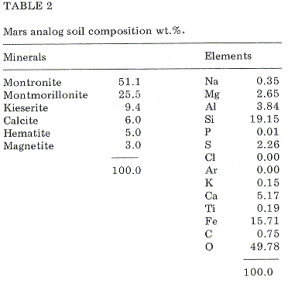 TABLE 2
Mars analog soil composition wt.%.
Minerals Elements
Montronite 51.1 Na 0.35
Montmorillonite 25.5 Mg 2.65
Kieserite 9.4 Al 3.84
Calcite 6.0 Si 19.15
Hematite 5.0 P 0.01
Magnetite 3.0 S 2.26
Cl 0.00
100.0 Ar 0.00
K 0.15
Ca 5.17
Ti 0.19
Fe 15.71
C 0.75
O 49.78
100.0